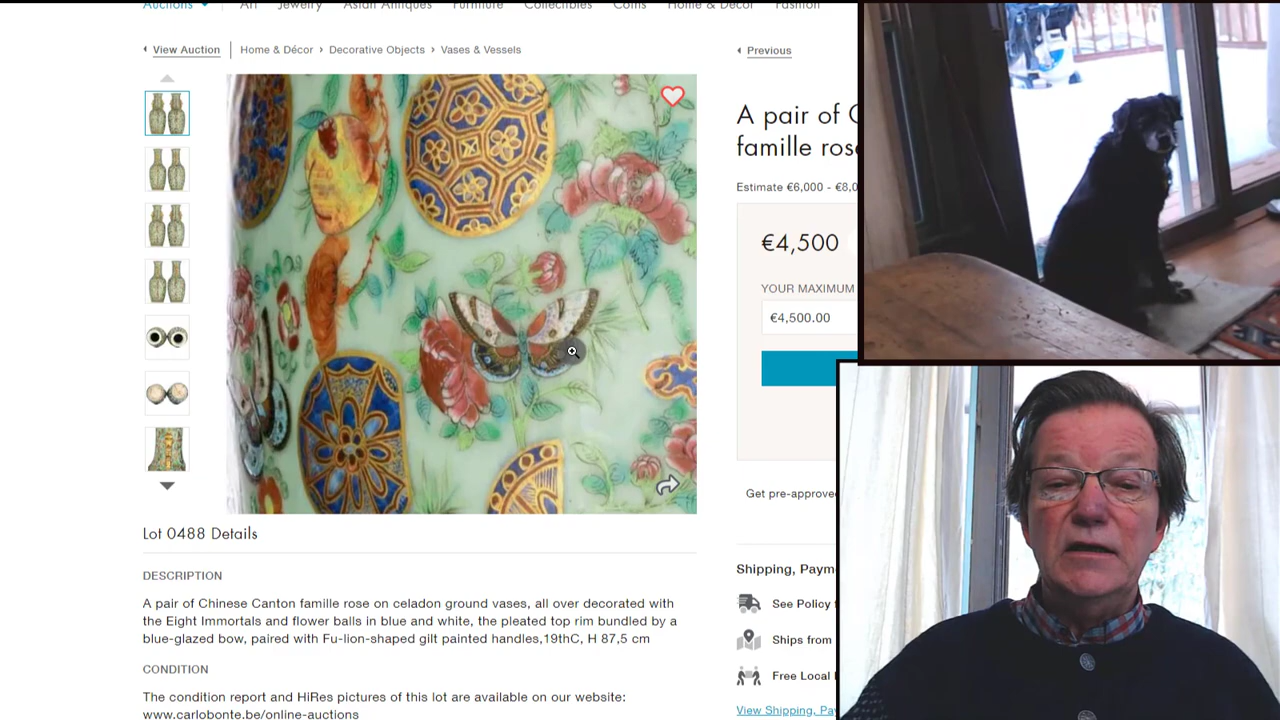 Auctions Art Jewelry Asian Antiques Furniture Collectibles Coins Home & Décor Fashion
View Auction Home & Décor › Decorative Objects › Vases & Vessels
Previous
A pair of C
famille rose
Estimate €6,000 - €8,0
€4,500
YOUR MAXIMUM
€4,500.00
Get pre-approved
Lot 0488 Details
DESCRIPTION
A pair of Chinese Canton famille rose on celadon ground vases, all over decorated with
the Eight Immortals and flower balls in blue and white, the pleated top rim bundled by a
blue-glazed bow, paired with Fu-lion-shaped gilt painted handles,19thC, H 87,5 cm
CONDITION
The condition report and HiRes pictures of this lot are available on our website:
www.carlobonte.be/online-auctions
Shipping, Paym
See Policy
Ships from
Free Local
View Shipping, Pay